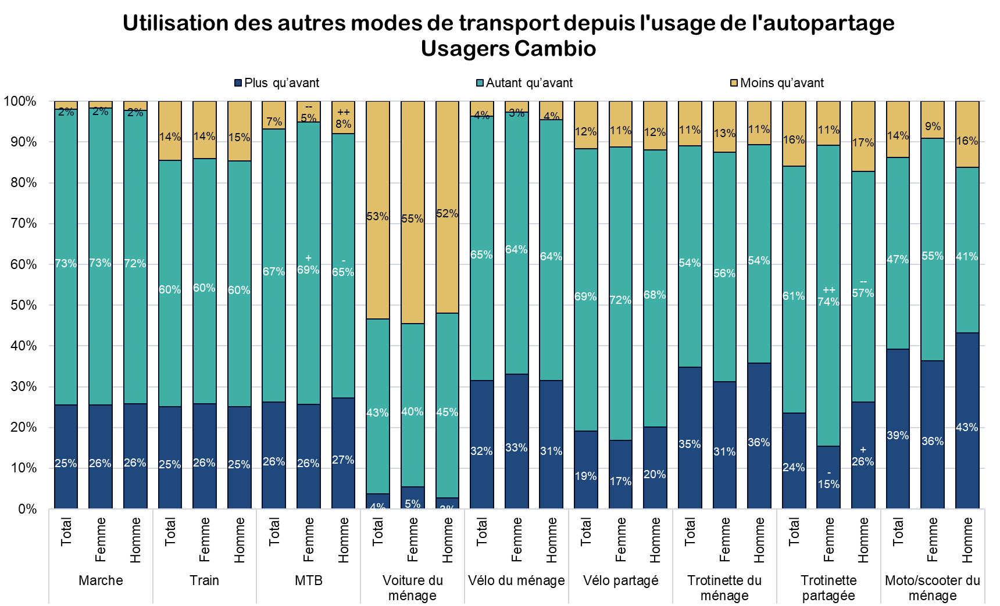 Utilisation des autres modes de transport depuis l'usage de l'autopartage
Usagers Cambio
Plus qu’avant Autant qu’avant Moins qu’avant
100%
90%
80%
70%
60%
50%
40%
30%
20%
10%
0%
2% 2% 2% 14% 14% 15% 7% -- 5% ++ 8% 53% 55% 52% 4% 3% 4% 12% 11% 12% 11% 13% 11% 16% 11% 17% 14% 9% 16%
73% 73% 72% 60% 60% 60% 67% + 69% - 65% 43% 40% 45% 65% 64% 64% 69% 72% 68% 54% 56% 54% 61% ++ 74% -- 57% 47% 55% 41%
25% 26% 26% 25% 26% 25% 26% 26% 27% 4% 5% 3% 32% 33% 31% 19% 17% 20% 35% 31% 36% 24% - 15% + 26% 39% 36% 43%
Total Femme Homme Total Femme Homme Total Femme Homme Total Femme Homme Total Femme Homme Total Femme Homme Total Femme Homme Total Femme Homme Total Femme Homme
Marche Train MTB Voiture du Vélo du ménage Vélo partagé Trotinette du Trotinette Moto/scooter du
ménage ménage partagée ménage